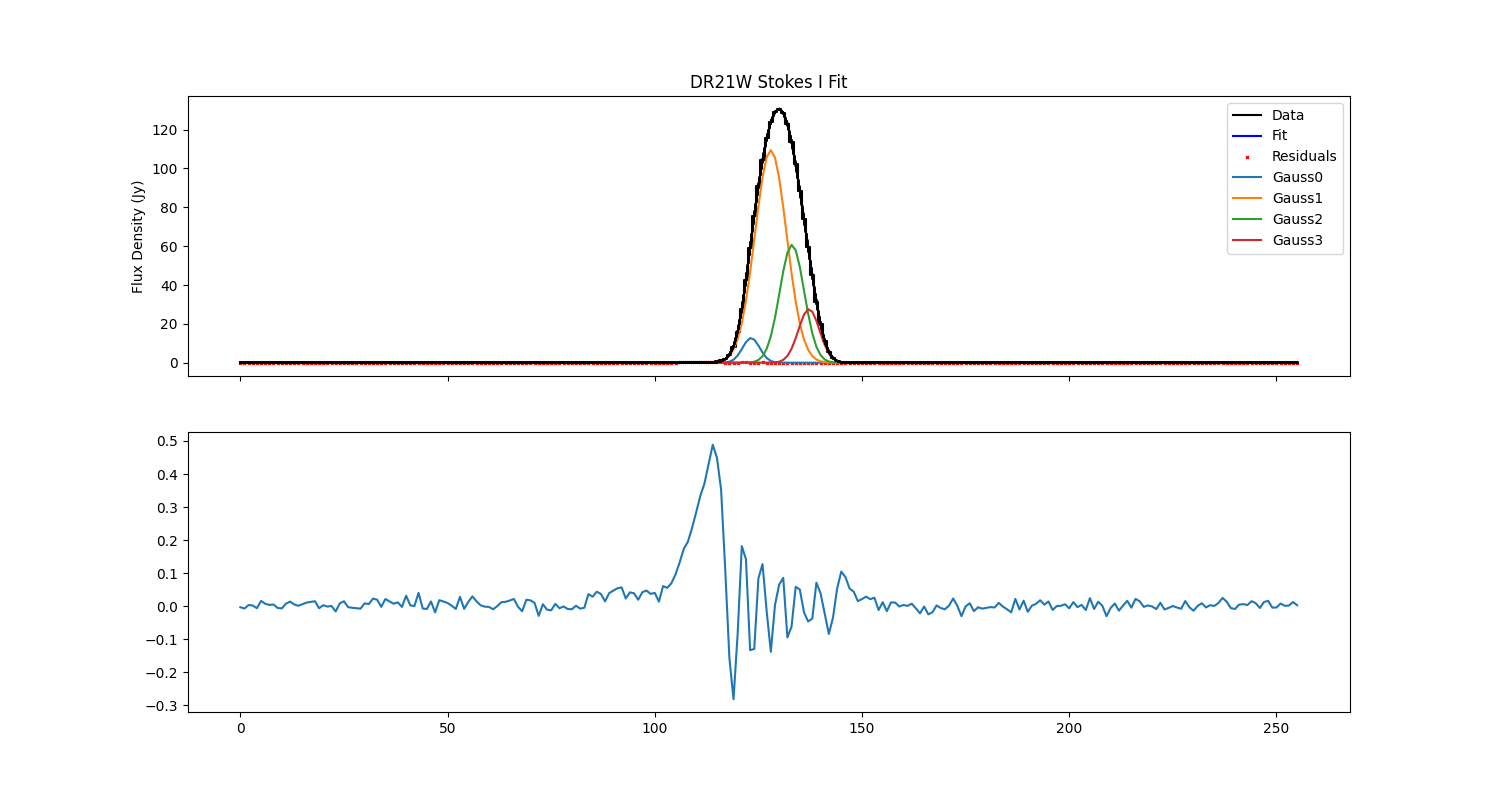 DR21W Stokes I Fit
Flux Density (Jy)
120
100
80
60
40
20
0
Data
Fit
Residuals
Gauss0
Gauss1
Gauss2
Gauss3
0.5
0.4
0.3
0.2
0.1
0.0
−0.1
−0.2
−0.3
0 50 100 150 200 250